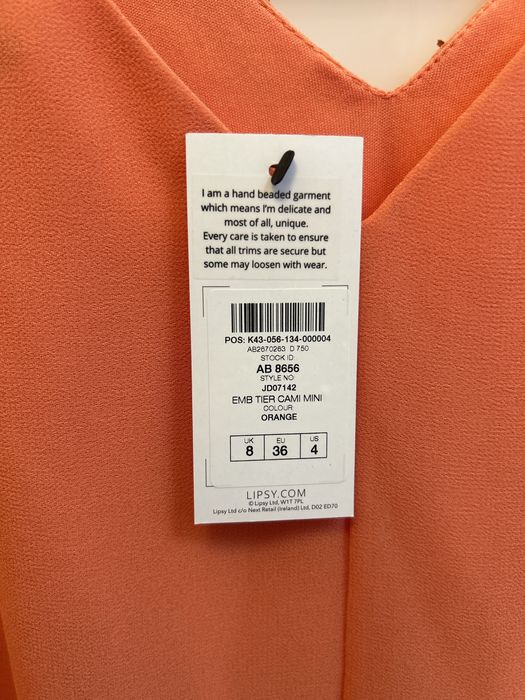 I am a hand beaded garment
which means I'm delicate and
most of all, unique.
Every care is taken to ensure
that all trims are secure but
some may loosen with wear.
POS: K43-056-134-000004
AB2670263 D 750
STOCK ID
AB 8656
STYLE NO
JD07142
EMB TIER CAMI MINI
COLOUR
ORANGE
UK EU US
8 36 4
LIPSY.COM
© Lipsy Ltd, W1T 7PL
Lipsy Ltd c/o Next Retail (Ireland) Ltd, D02 ED70